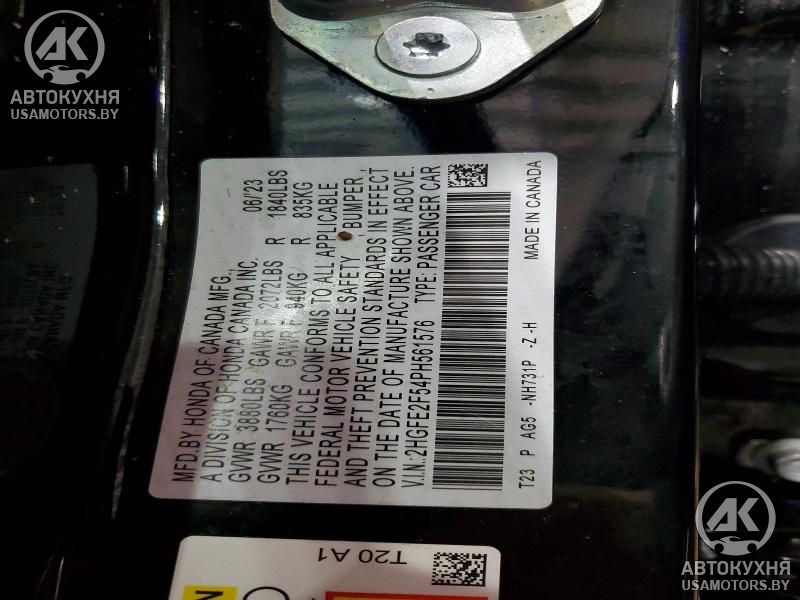 AK
АВТОКУХНЯ
USAMOTORS.BY
MFD.BY HONDA OF CANADA MFG., 06/'23
A DIVISION OF HONDA CANADA INC.
GVWR 3880LBS GAWR F 2072LBS R 1840LBS
GVWR 1760KG GAWR F 940KG R 835KG
THIS VEHICLE CONFORMS TO ALL APPLICABLE
FEDERAL MOTOR VEHICLE SAFETY BUMPER,
AND THEFT PREVENTION STANDARDS IN EFFECT
ON THE DATE OF MANUFACTURE SHOWN ABOVE.
V.I.N.:2HGFE2F54PH561576 TYPE:PASSENGER CAR
T23 P AG5 -NH731P -Z -H MADE IN CANADA
T20 A1
AK
АВТОКУХНЯ
USAMOTORS.BY